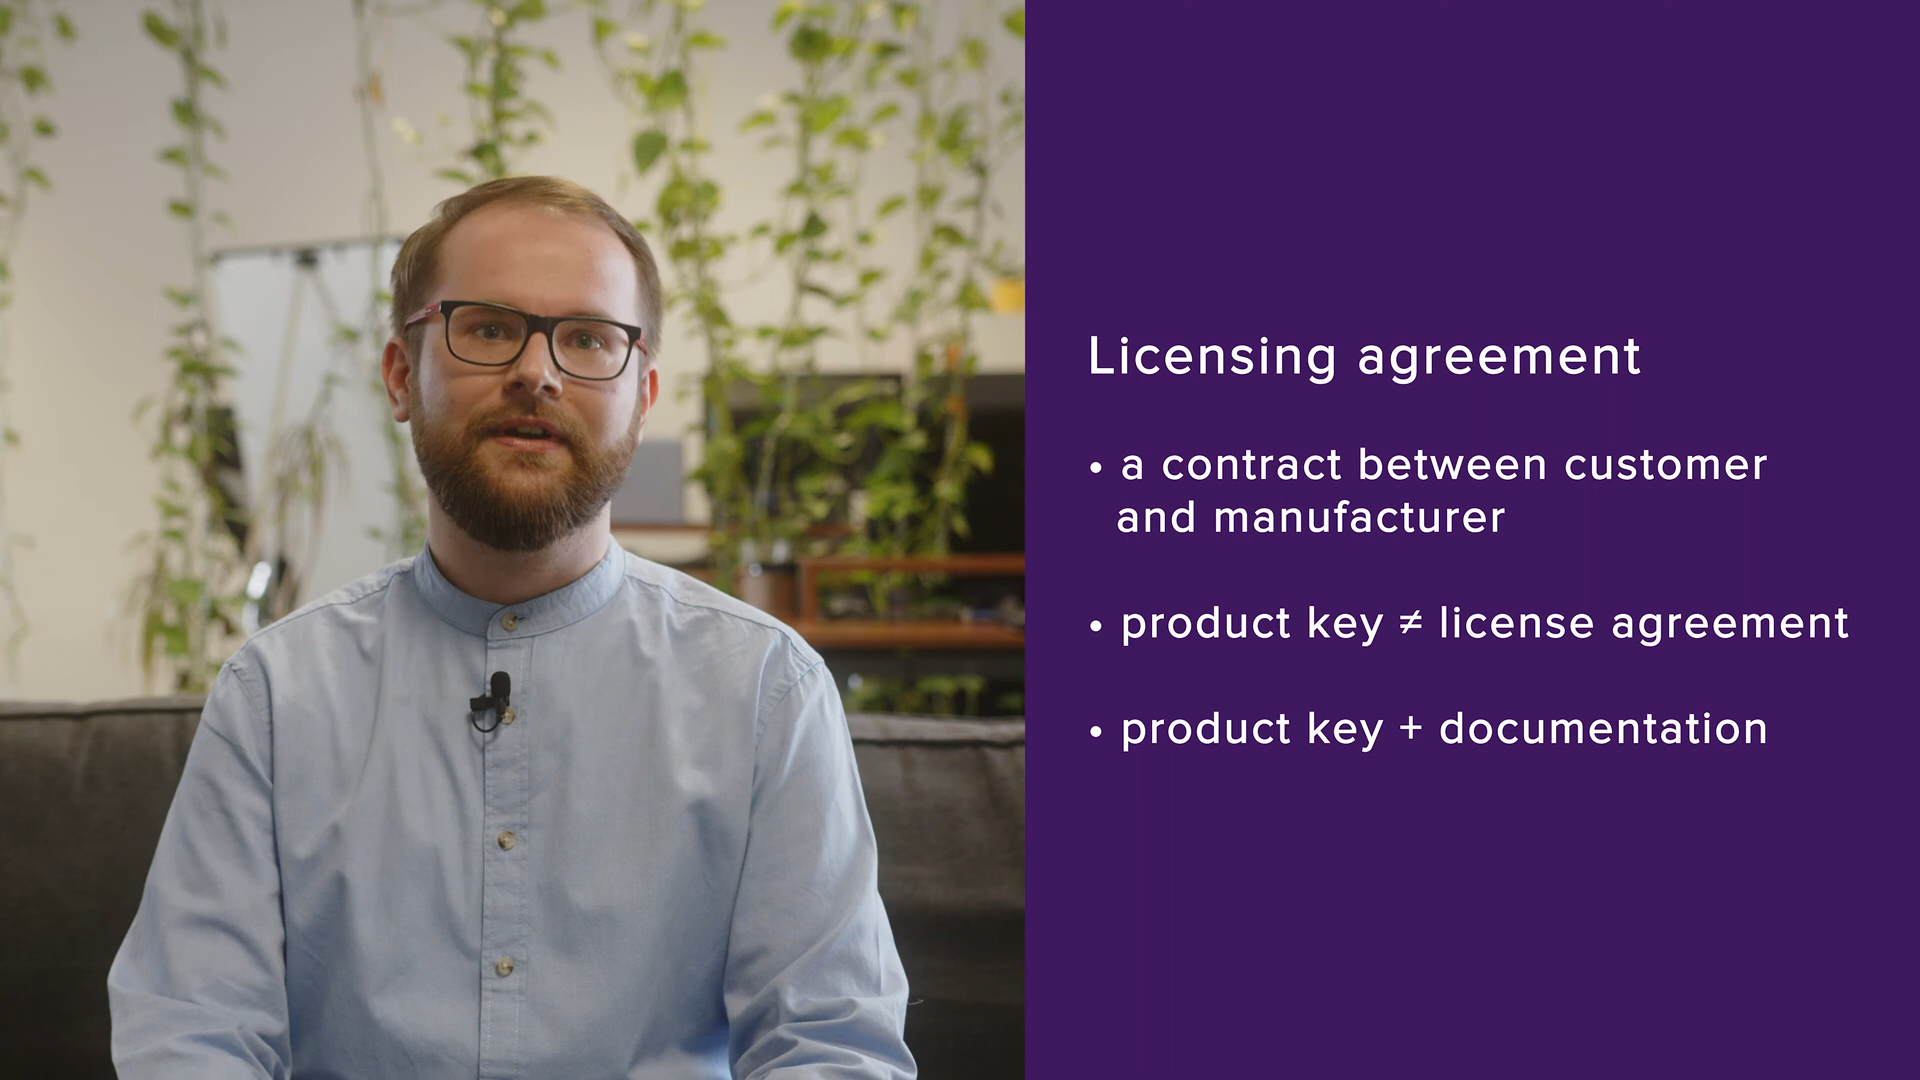 Licensing agreement
• a contract between customer
and manufacturer
• product key ≠ license agreement
• product key + documentation